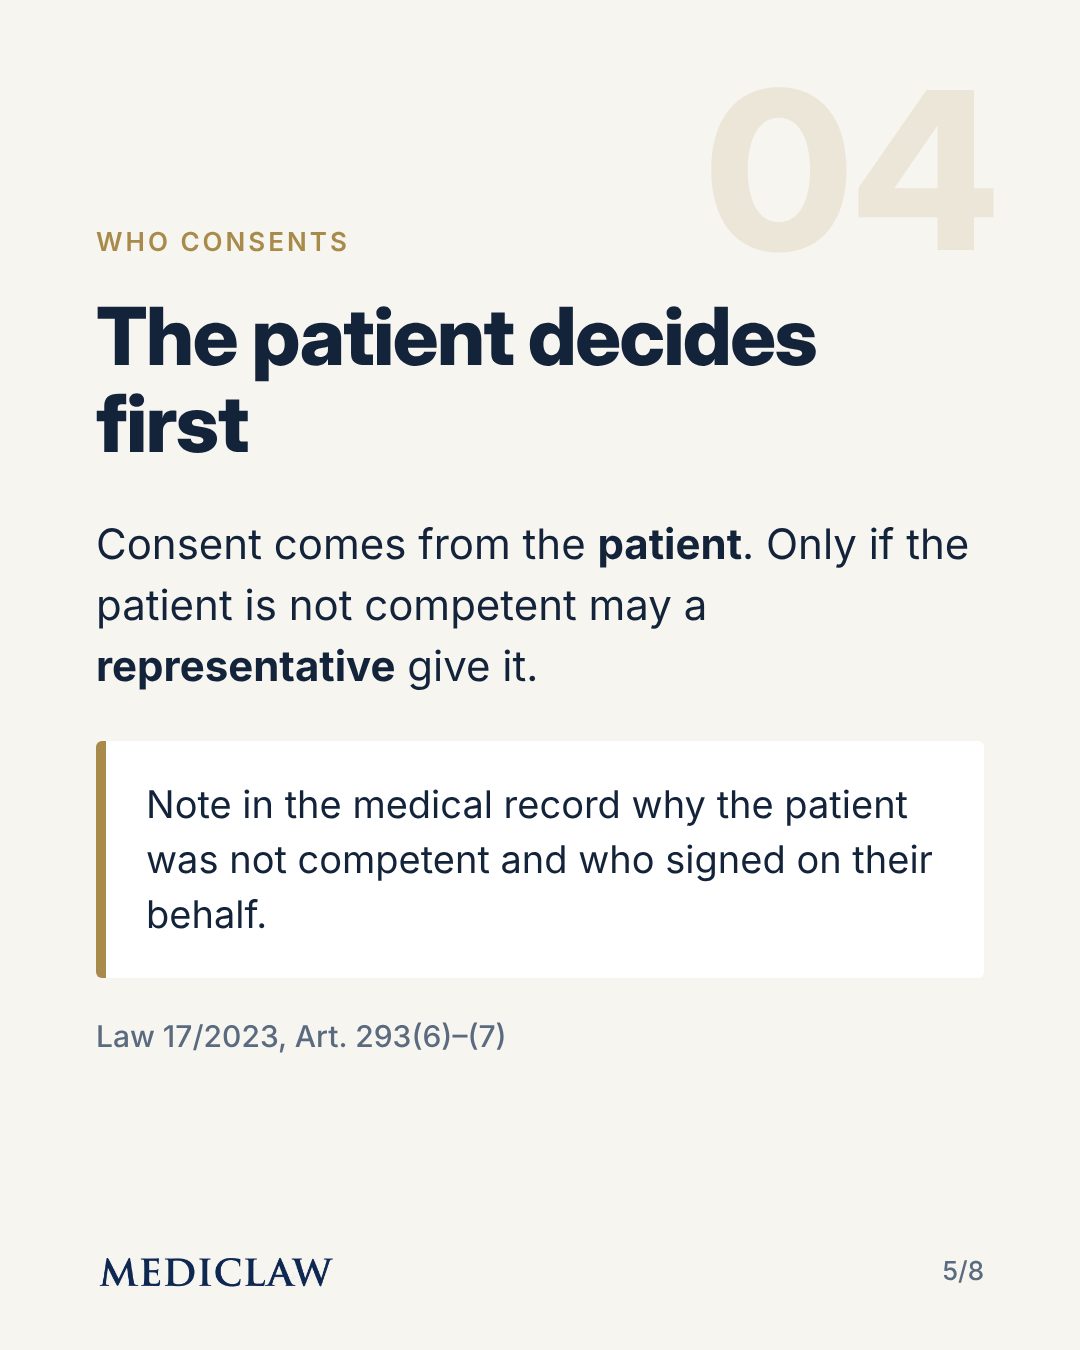 04
WHO CONSENTS
The patient decides
first
Consent comes from the patient. Only if the
patient is not competent may a
representative give it.
Note in the medical record why the patient
was not competent and who signed on their
behalf.
Law 17/2023, Art. 293(6)–(7)
MEDICLAW
5/8